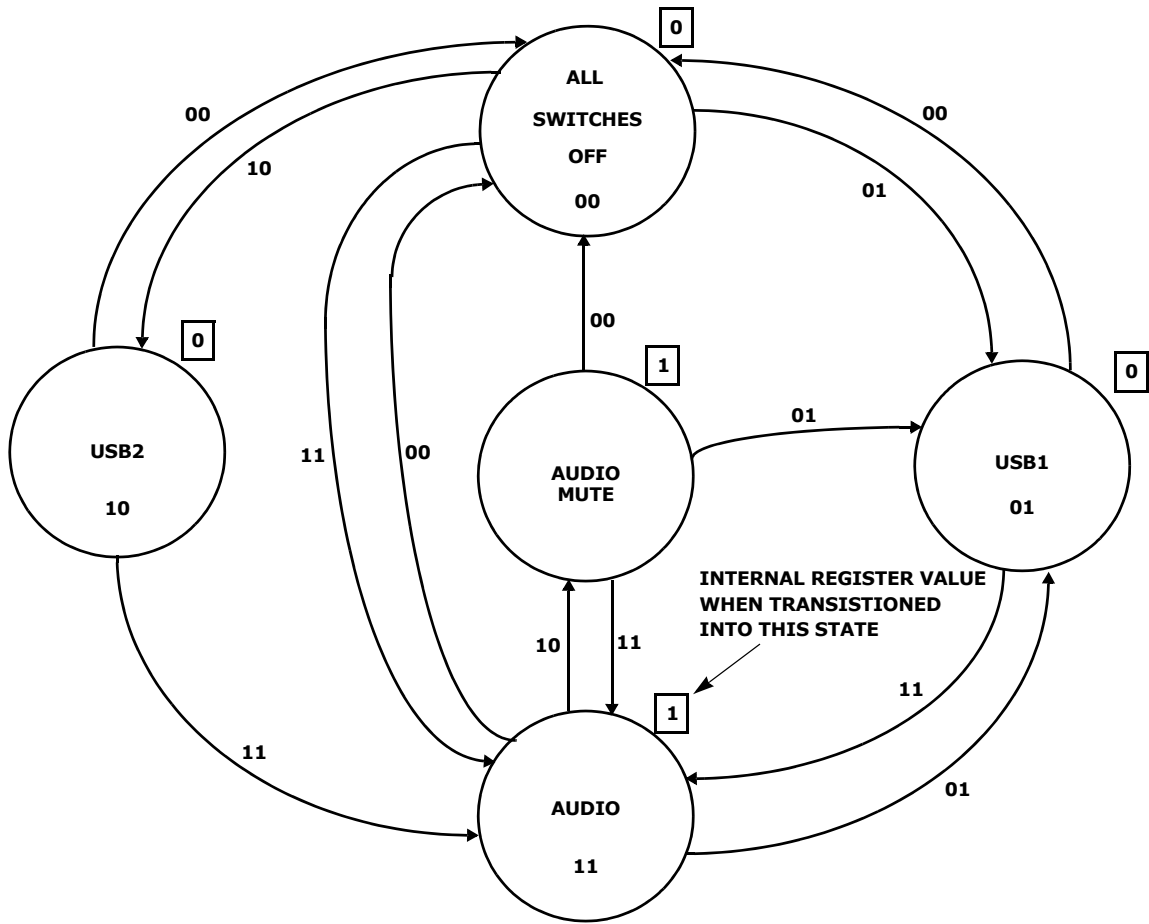 0
ALL
SWITCHES
OFF
00
00
10
01
00
0
00
1
0
USB2
10
11
00
01
AUDIO
MUTE
USB1
01
INTERNAL REGISTER VALUE
WHEN TRANSISTIONED
INTO THIS STATE
10
11
1
11
11
01
AUDIO
11